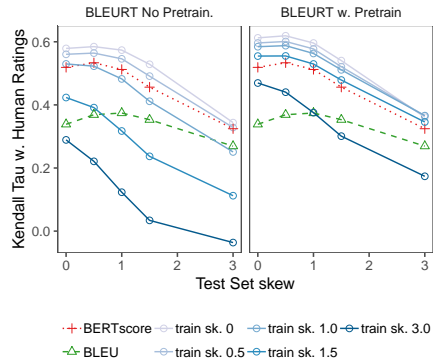 BLEURT No Pretrain.
BLEURT w. Pretrain
Kendall Tau w. Human Ratings
0.6
0.4
0.2
0.0
0 1 2 3
0 1 2 3
Test Set skew
BERTscore train sk. 0 train sk. 1.0 train sk. 3.0
BLEU train sk. 0.5 train sk. 1.5